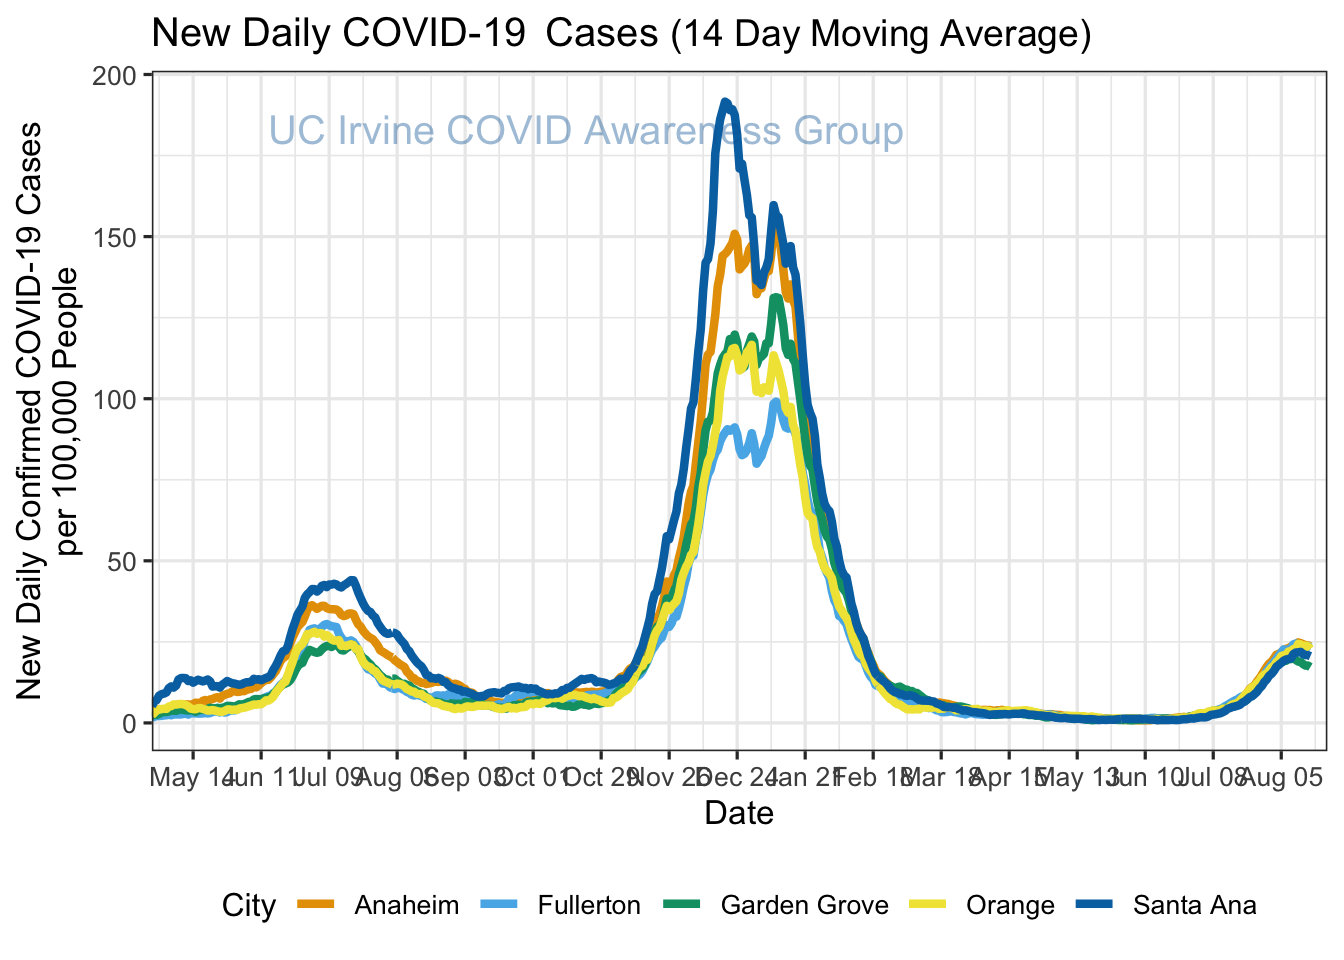 New Daily COVID-19  Cases (14 Day Moving Average)
UC Irvine COVID Awareness Group
New Daily Confirmed COVID-19 Cases
per 100,000 People
200
150
100
50
0
May 14 Jun 11 Jul 09 Aug 06 Sep 03 Oct 01 Oct 29 Nov 26 Dec 24 Jan 21 Feb 18 Mar 18 Apr 15 May 13 Jun 10 Jul 08 Aug 05
Date
City Anaheim Fullerton Garden Grove Orange Santa Ana